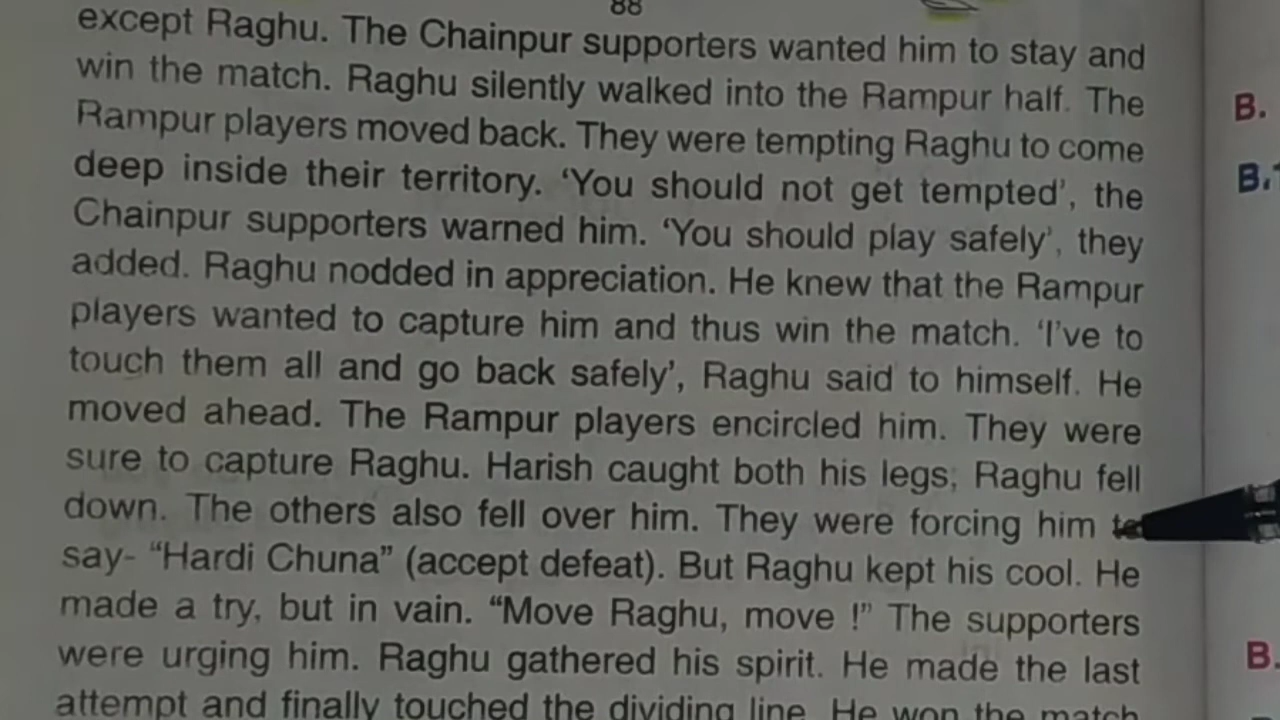 88
except Raghu. The Chainpur supporters wanted him to stay and
win the match. Raghu silently walked into the Rampur half. The
Rampur players moved back. They were tempting Raghu to come
deep inside their territory. ‘You should not get tempted’, the
Chainpur supporters warned him. ‘You should play safely’, they
added. Raghu nodded in appreciation. He knew that the Rampur
players wanted to capture him and thus win the match. ‘I’ve to
touch them all and go back safely’, Raghu said to himself. He
moved ahead. The Rampur players encircled him. They were
sure to capture Raghu. Harish caught both his legs; Raghu fell
down. The others also fell over him. They were forcing him
say- “Hardi Chuna” (accept defeat). But Raghu kept his cool. He
made a try, but in vain. “Move Raghu, move !” The supporters
were urging him. Raghu gathered his spirit. He made the last
attempt and finally touched the dividing line. He won the match
B.
B.
B.